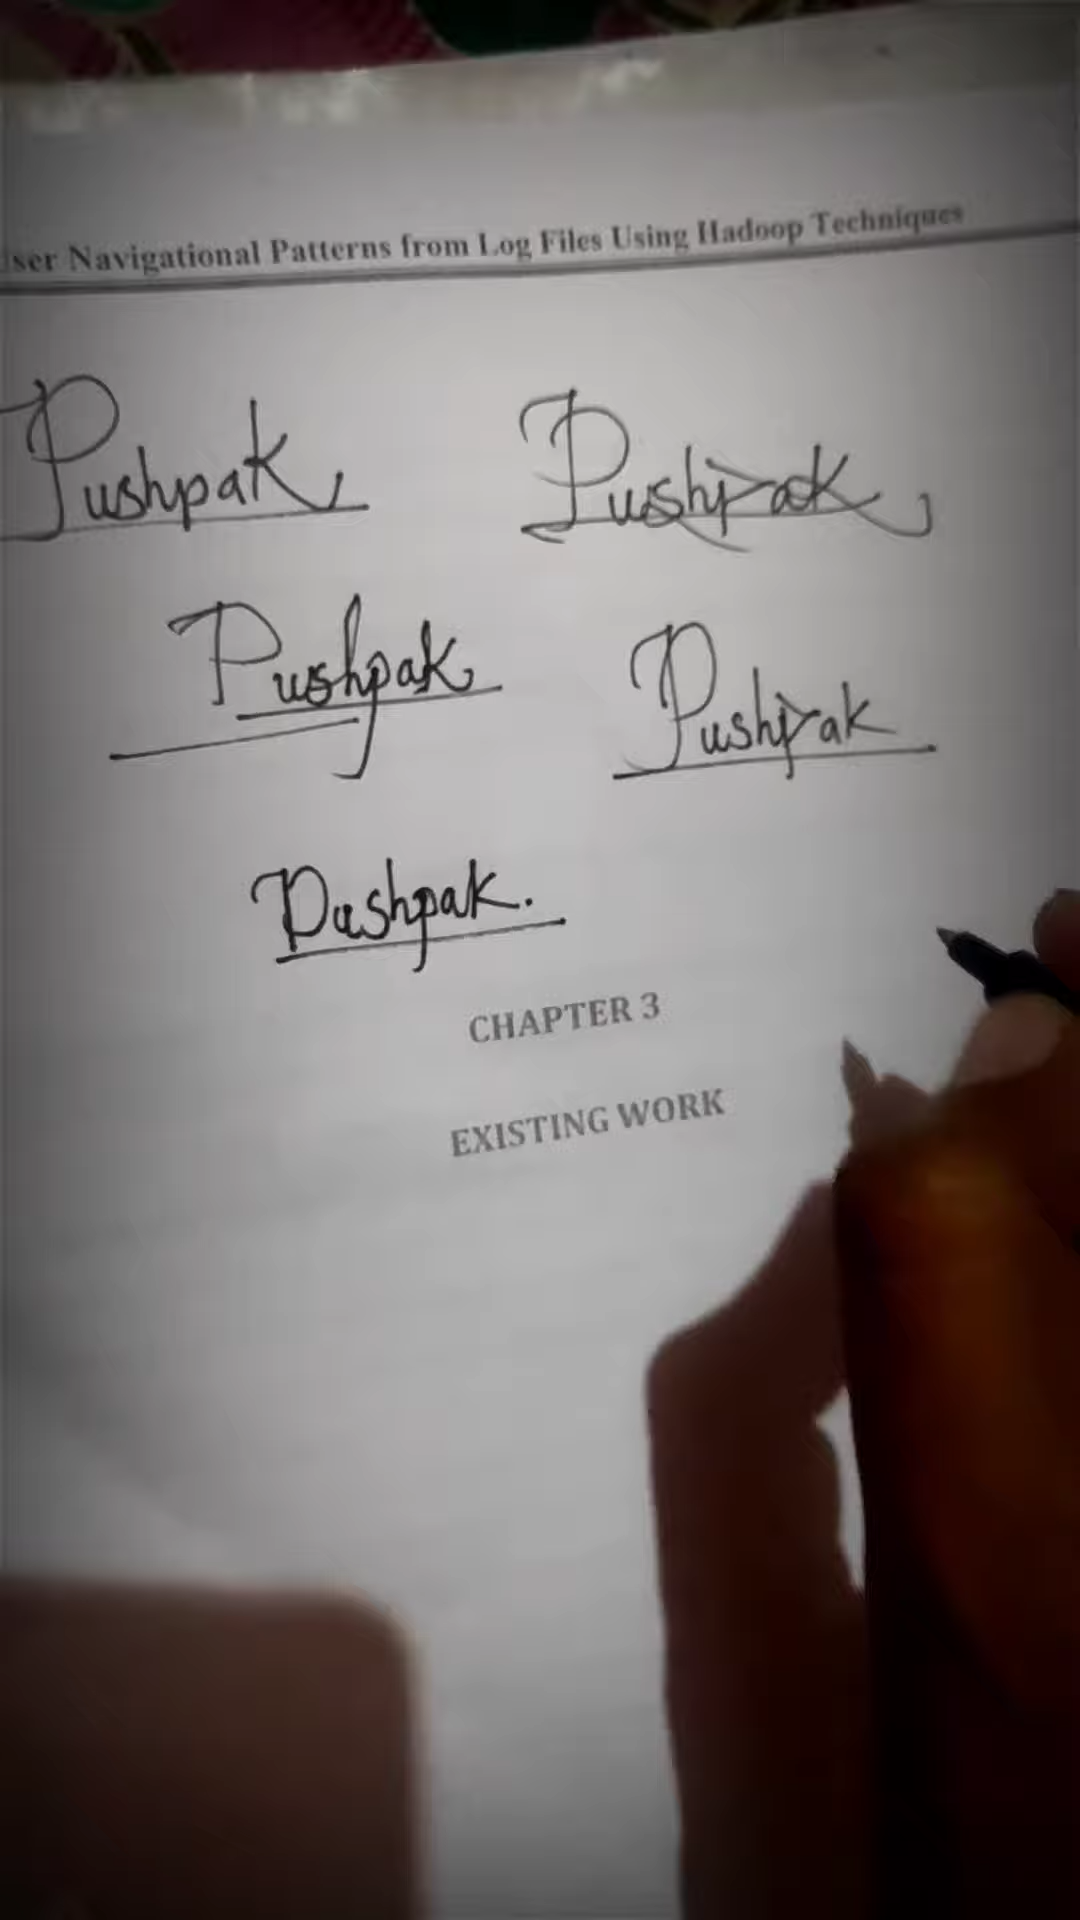 ser Navigational Patterns from Log Files Using Hadoop Techniques
Pushpak
Pushpak
Pushpak
Pushpak
Pushpak.
CHAPTER 3
EXISTING WORK